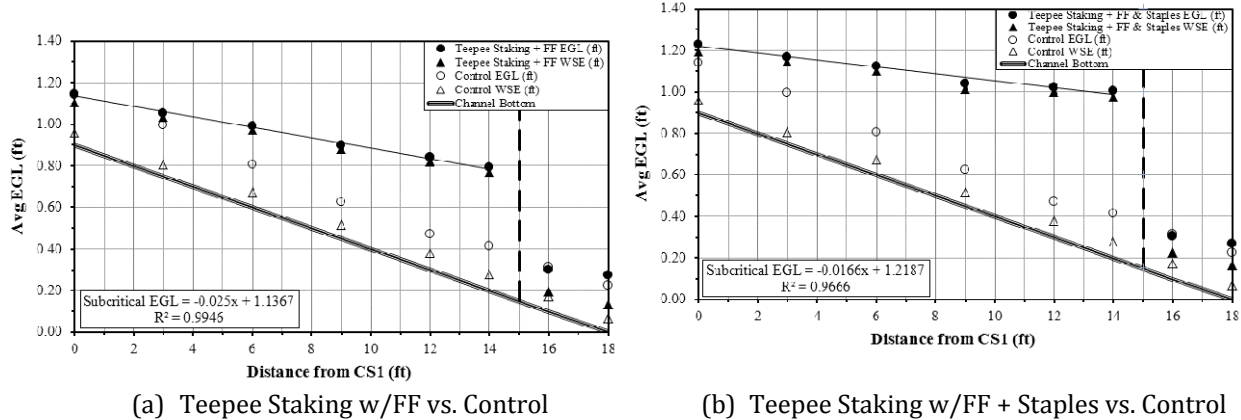 1.40
1.20
1.00
0.80
0.60
0.40
0.20
0.00
Avg EGL (ft)
Teepee Staking + FF EGL (ft)
Teepee Staking + FF WSE (ft)
Control EGL (ft)
Control WSE (ft)
Channel Bottom
Subcritical EGL = -0.025x + 1.1367
R² = 0.9946
0 2 4 6 8 10 12 14 16 18
Distance from CS1 (ft)
(a) Teepee Staking w/FF vs. Control
1.40
1.20
1.00
0.80
0.60
0.40
0.20
0.00
Avg EGL (ft)
Teepee Staking + FF & Staples EGL (ft)
Teepee Staking + FF & Staples WSE (ft)
Control EGL (ft)
Control WSE (ft)
Channel Bottom
Subcritical EGL = -0.0166x + 1.2187
R² = 0.9666
0 2 4 6 8 10 12 14 16 18
Distance from CS1 (ft)
(b) Teepee Staking w/FF + Staples vs. Control